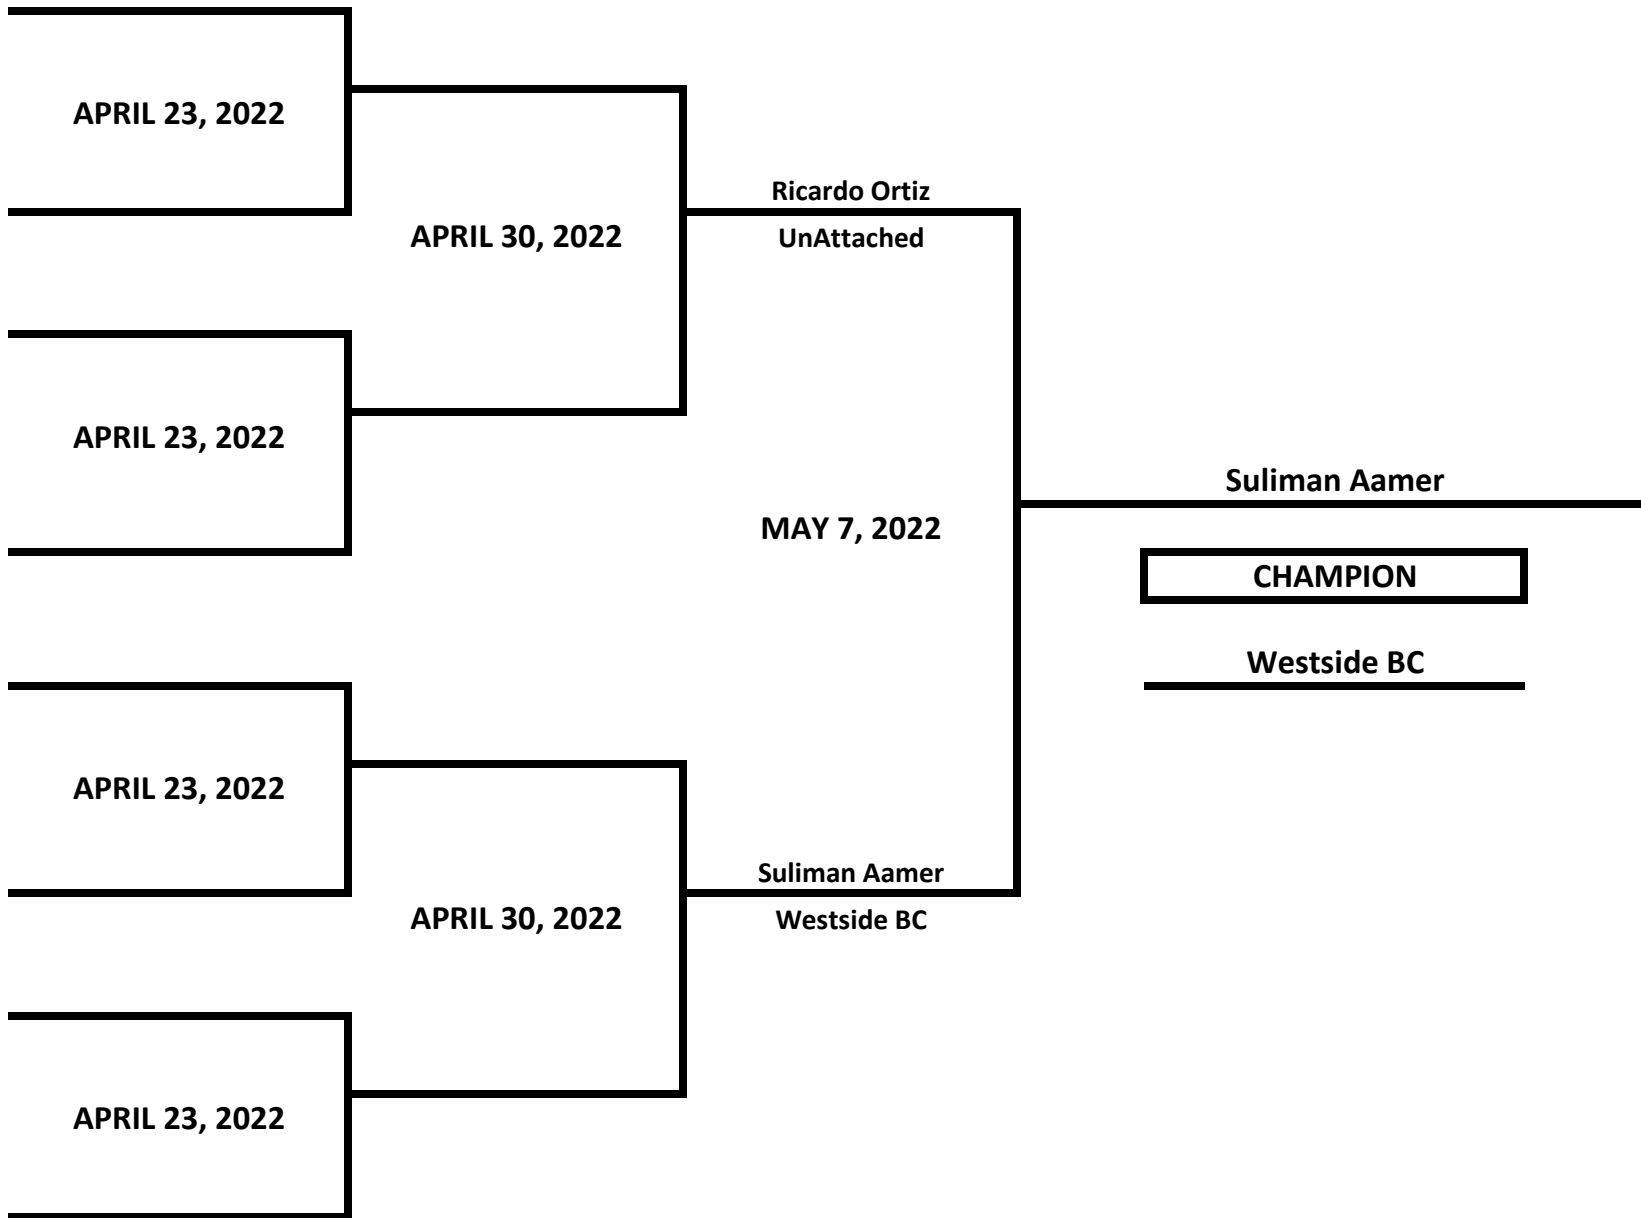 APRIL 23, 2022
Ricardo Ortiz
APRIL 30, 2022
UnAttached
APRIL 23, 2022
Suliman Aamer
MAY 7, 2022
CHAMPION
Westside BC
APRIL 23, 2022
Suliman Aamer
APRIL 30, 2022
Westside BC
APRIL 23, 2022